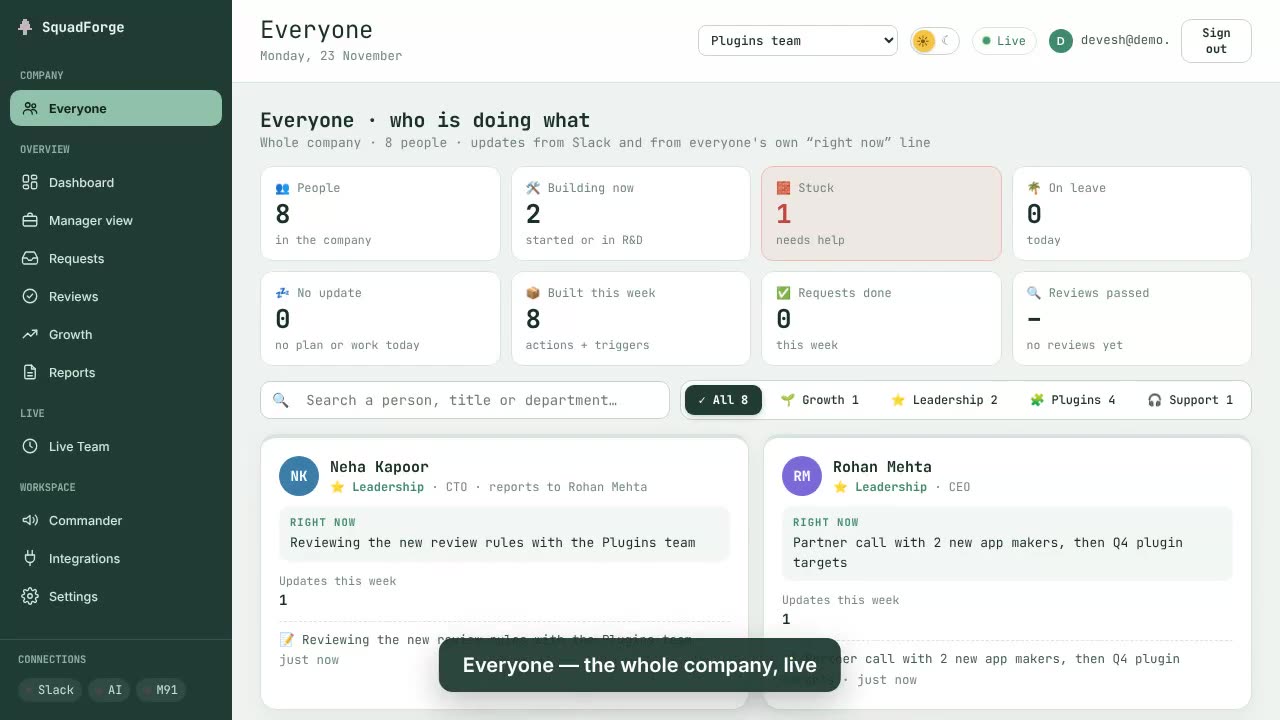 SquadForge
COMPANY
Everyone
OVERVIEW
Dashboard
Manager view
Requests
Reviews
Growth
Reports
LIVE
Live Team
WORKSPACE
Commander
Integrations
Settings
CONNECTIONS
Slack
AI
M91
Everyone
Monday, 23 November
Plugins team
Live
D
devesh@demo.
Sign out
Everyone · who is doing what
Whole company · 8 people · updates from Slack and from everyone's own “right now” line
People
8
in the company
Building now
2
started or in R&D
Stuck
1
needs help
On leave
0
today
No update
0
no plan or work today
Built this week
8
actions + triggers
Requests done
0
this week
Reviews passed
–
no reviews yet
Search a person, title or department…
✓ All 8
Growth 1
Leadership 2
Plugins 4
Support 1
NK
Neha Kapoor
Leadership · CTO · reports to Rohan Mehta
RIGHT NOW
Reviewing the new review rules with the Plugins team
Updates this week
1
Reviewing the new review rules with the Plugins team
just now
RM
Rohan Mehta
Leadership · CEO
RIGHT NOW
Partner call with 2 new app makers, then Q4 plugin
targets
Updates this week
1
call with 2 new app makers, then Q4 plugin
· just now
Everyone — the whole company, live